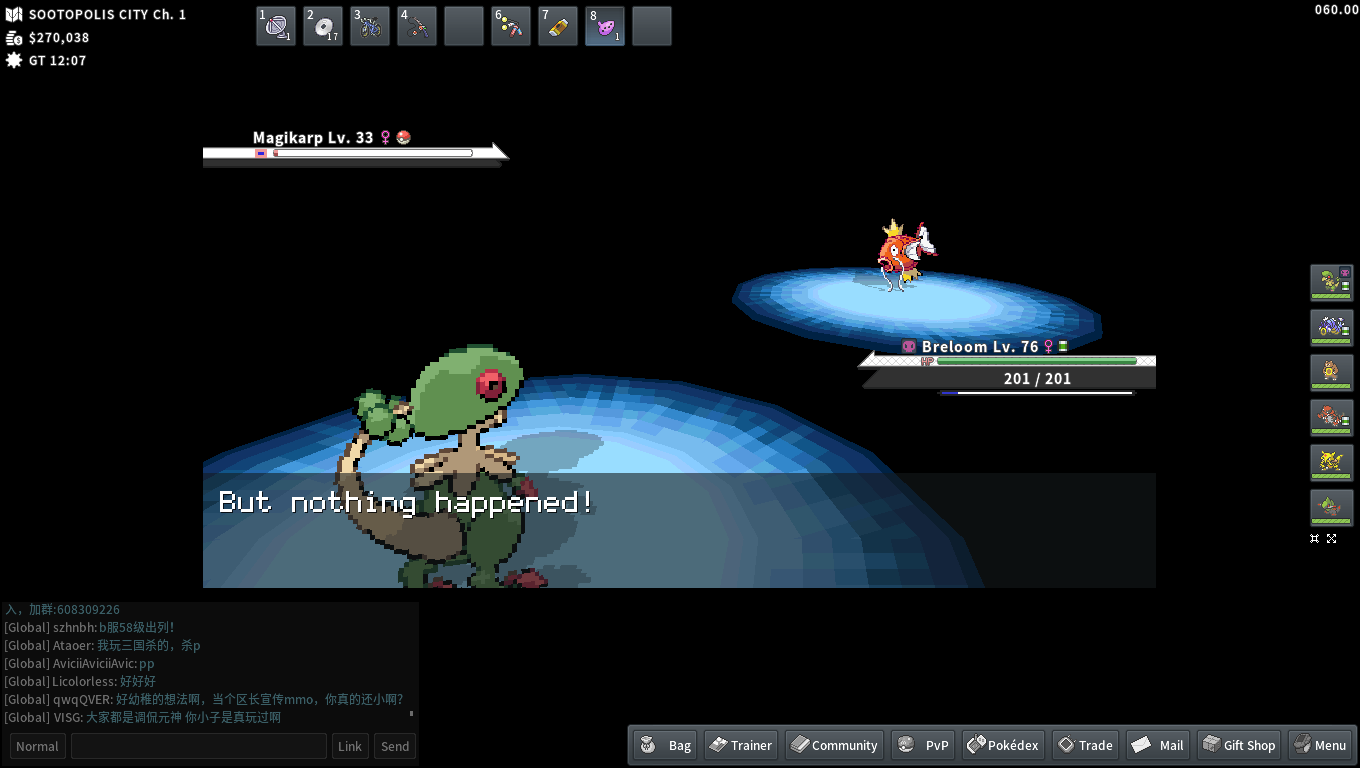 SOOTOPOLIS CITY Ch. 1
$270,038
GT 12:07
1 1
2 17
3
4
6
7
8 1
060.00
Magikarp Lv. 33
Breloom Lv. 76
HP
201 / 201
But nothing happened!
入，加群:608309226
[Global] szhnbh: b服58级出列!
[Global] Ataoer: 我玩三国杀的，杀p
[Global] AviciiAviciiAvic: pp
[Global] Licolorless: 好好好
[Global] qwqQVER: 好幼稚的想法啊，当个区长宣传mmo，你真的还小啊?
[Global] VISG: 大家都是调侃元神 你小子是真玩过啊
Normal
Link
Send
Bag
Trainer
Community
PvP
Pokédex
Trade
Mail
Gift Shop
Menu